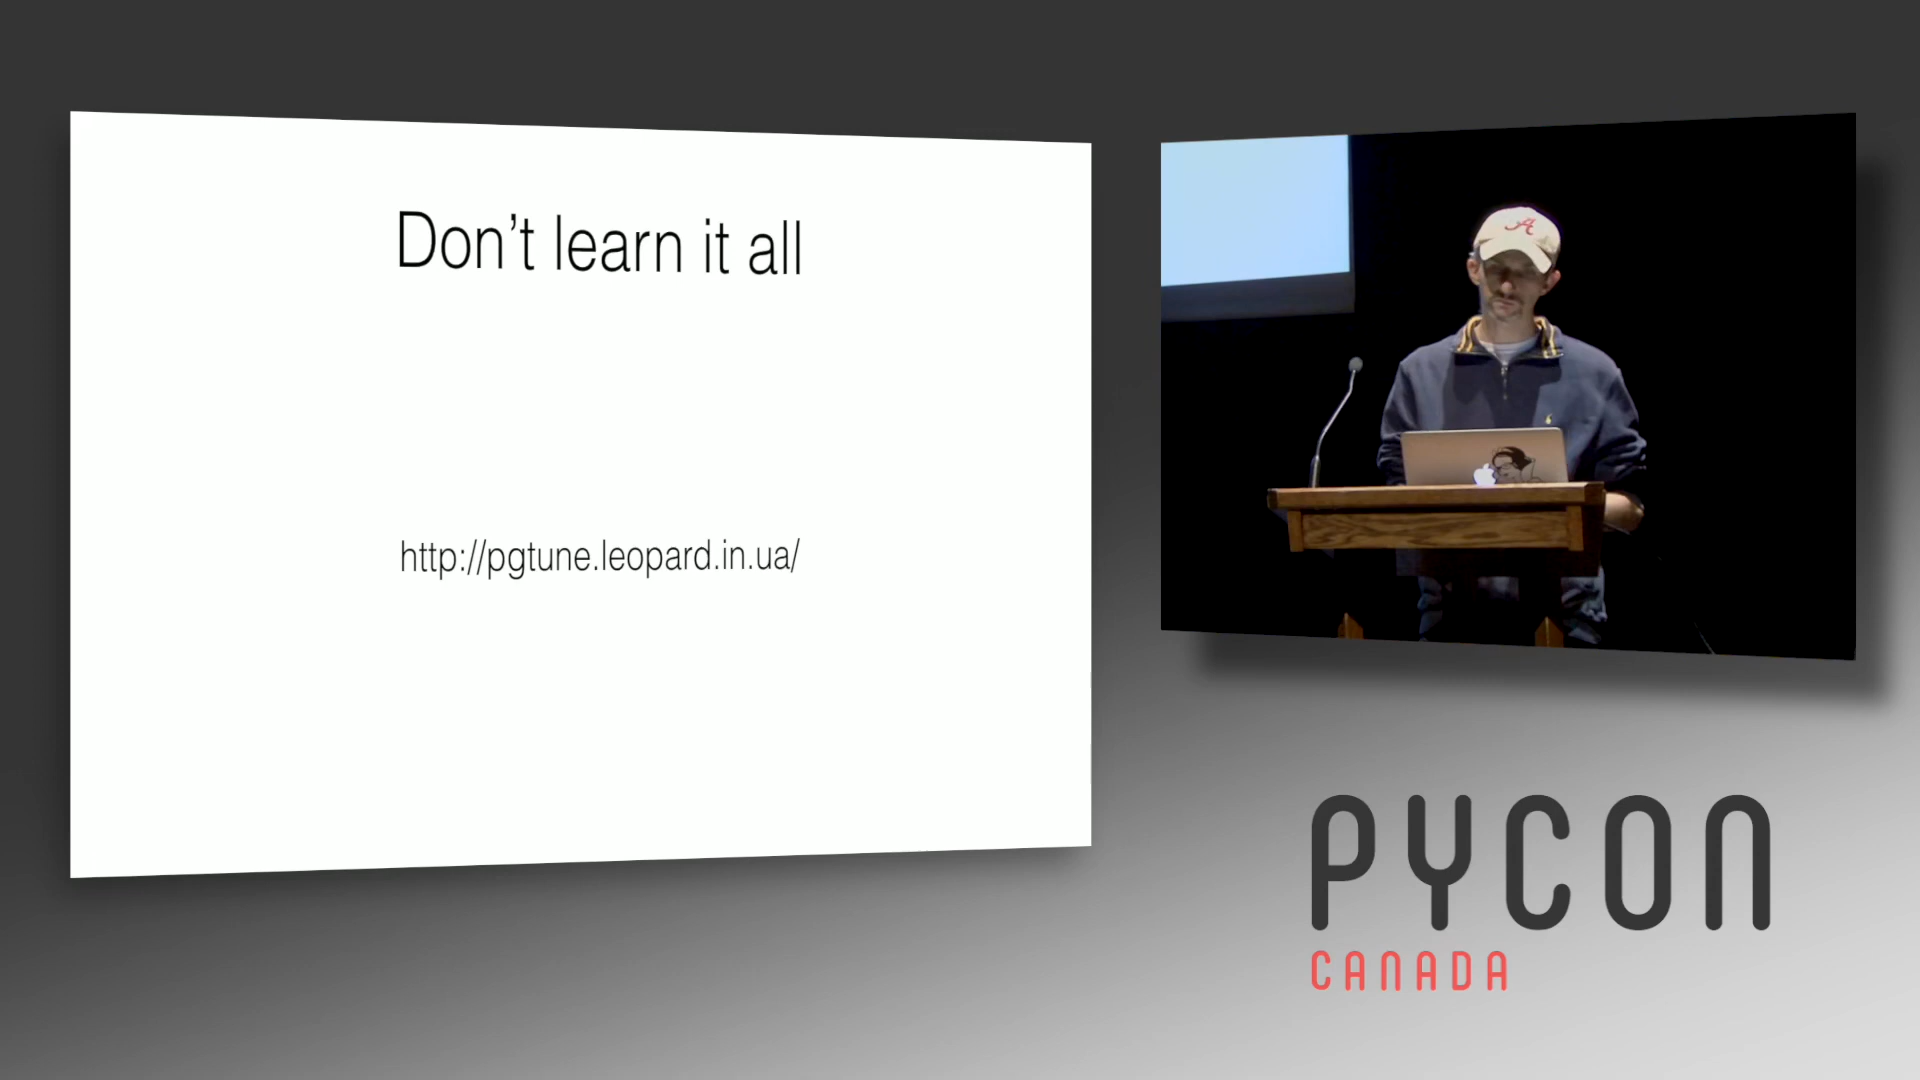 Don't learn it all
http://pgtune.leopard.in.ua/
A
PYCON
CANADA